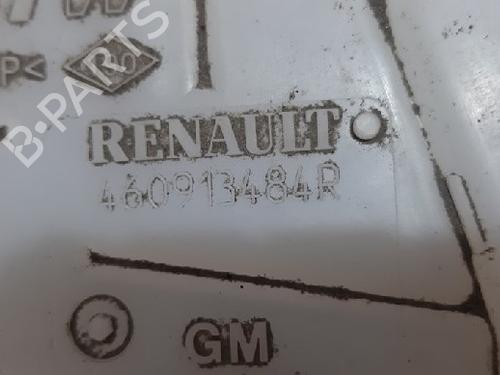 P<
RENAULT
460913484R
GM
B-PARTS